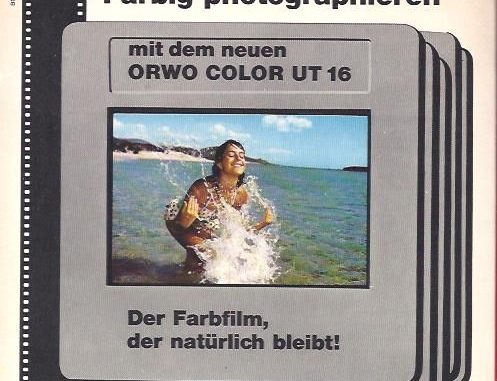 Farbig photographieren
mit dem neuen
ORWO COLOR UT 16
Der Farbfilm,
der natürlich bleibt!